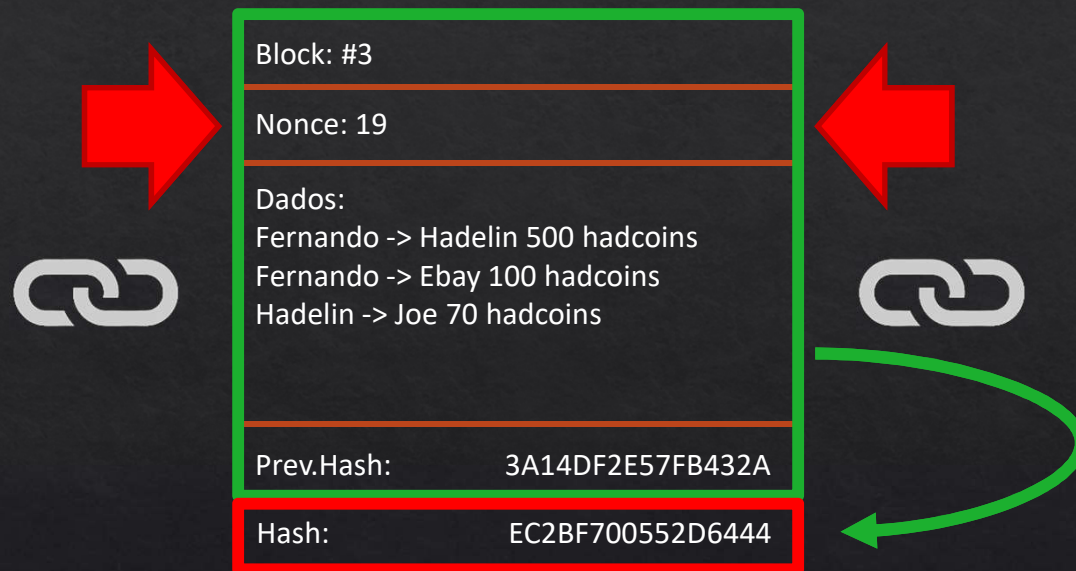 Block: #3
Nonce: 19
Dados:
Fernando -> Hadelin 500 hadcoins
Fernando -> Ebay 100 hadcoins
Hadelin -> Joe 70 hadcoins
Prev.Hash: 3A14DF2E57FB432A
Hash: EC2BF700552D6444